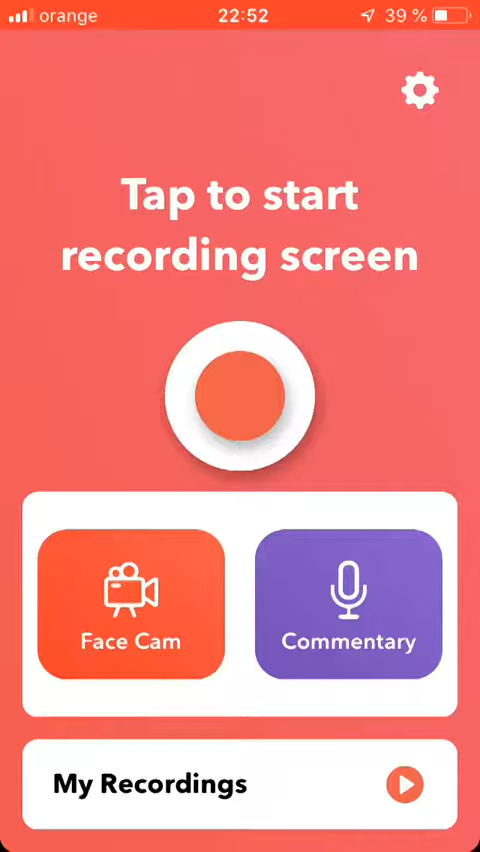 orange 22:52 39 %
Tap to start
recording screen
Face Cam Commentary
My Recordings